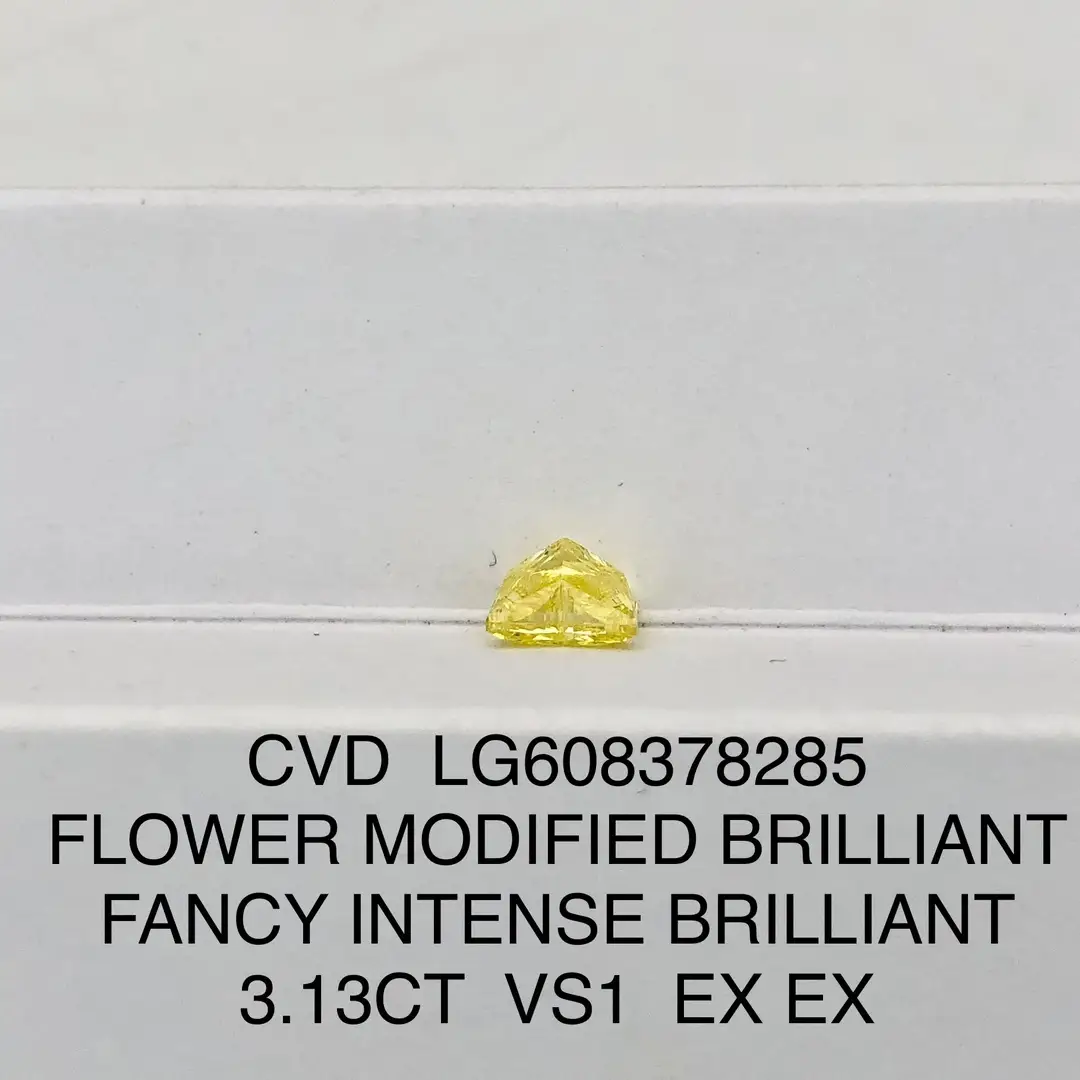 CVD LG608378285
FLOWER MODIFIED BRILLIANT
FANCY INTENSE BRILLIANT
3.13CT VS1 EX EX